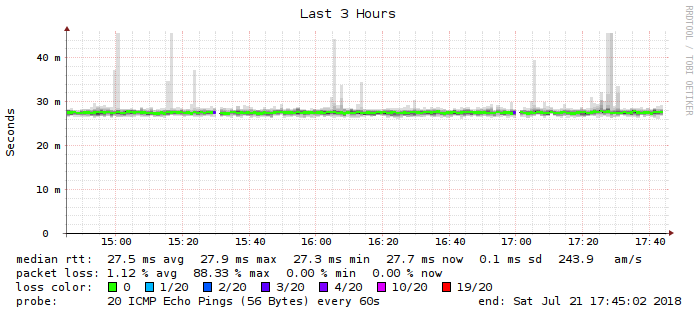 Last 3 Hours
RRDTOOL / TOBI OETIKER
Seconds
40 m
30 m
20 m
10 m
0
15:00 15:20 15:40 16:00 16:20 16:40 17:00 17:20 17:40
median rtt: 27.5 ms avg 27.9 ms max 27.3 ms min 27.7 ms now 0.1 ms sd 243.9 am/s
packet loss: 1.12 % avg 88.33 % max 0.00 % min 0.00 % now
loss color: 0 1/20 2/20 3/20 4/20 10/20 19/20
probe: 20 ICMP Echo Pings (56 Bytes) every 60s end: Sat Jul 21 17:45:02 2018